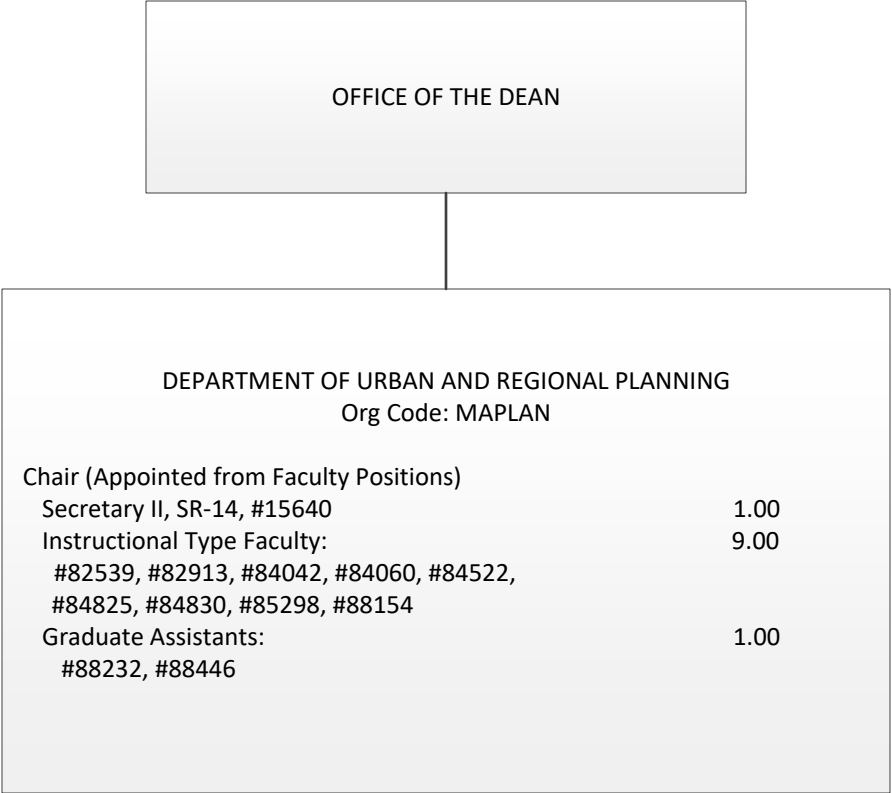 OFFICE OF THE DEAN
DEPARTMENT OF URBAN AND REGIONAL PLANNING
Org Code: MAPLAN
Chair (Appointed from Faculty Positions)
Secretary II, SR-14, #15640 1.00
Instructional Type Faculty: 9.00
#82539, #82913, #84042, #84060, #84522,
#84825, #84830, #85298, #88154
Graduate Assistants: 1.00
#88232, #88446